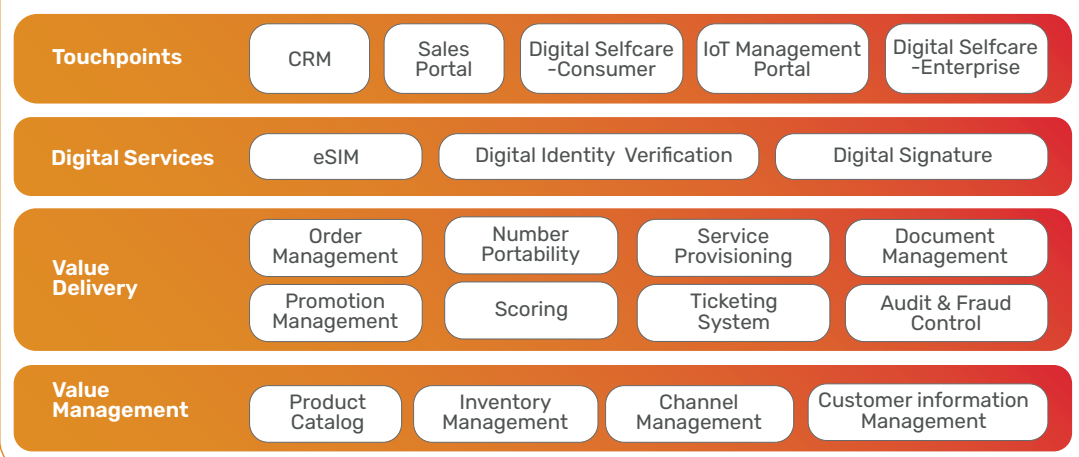 Touchpoints
CRM
Sales
Portal
Digital Selfcare
-Consumer
IoT Management
Portal
Digital Selfcare
-Enterprise
Digital Services
eSIM
Digital Identity Verification
Digital Signature
Value
Delivery
Order
Management
Number
Portability
Service
Provisioning
Document
Management
Promotion
Management
Scoring
Ticketing
System
Audit & Fraud
Control
Value
Management
Product
Catalog
Inventory
Management
Channel
Management
Customer information
Management